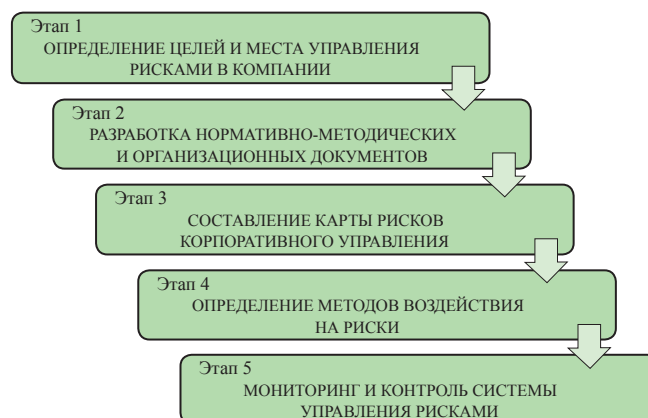 Этап 1
ОПРЕДЕЛЕНИЕ ЦЕЛЕЙ И МЕСТА УПРАВЛЕНИЯ
РИСКАМИ В КОМПАНИИ
Этап 2
РАЗРАБОТКА НОРМАТИВНО-МЕТОДИЧЕСКИХ
И ОРГАНИЗАЦИОННЫХ ДОКУМЕНТОВ
Этап 3
СОСТАВЛЕНИЕ КАРТЫ РИСКОВ
КОРПОРАТИВНОГО УПРАВЛЕНИЯ
Этап 4
ОПРЕДЕЛЕНИЕ МЕТОДОВ ВОЗДЕЙСТВИЯ
НА РИСКИ
Этап 5
МОНИТОРИНГ И КОНТРОЛЬ СИСТЕМЫ
УПРАВЛЕНИЯ РИСКАМИ